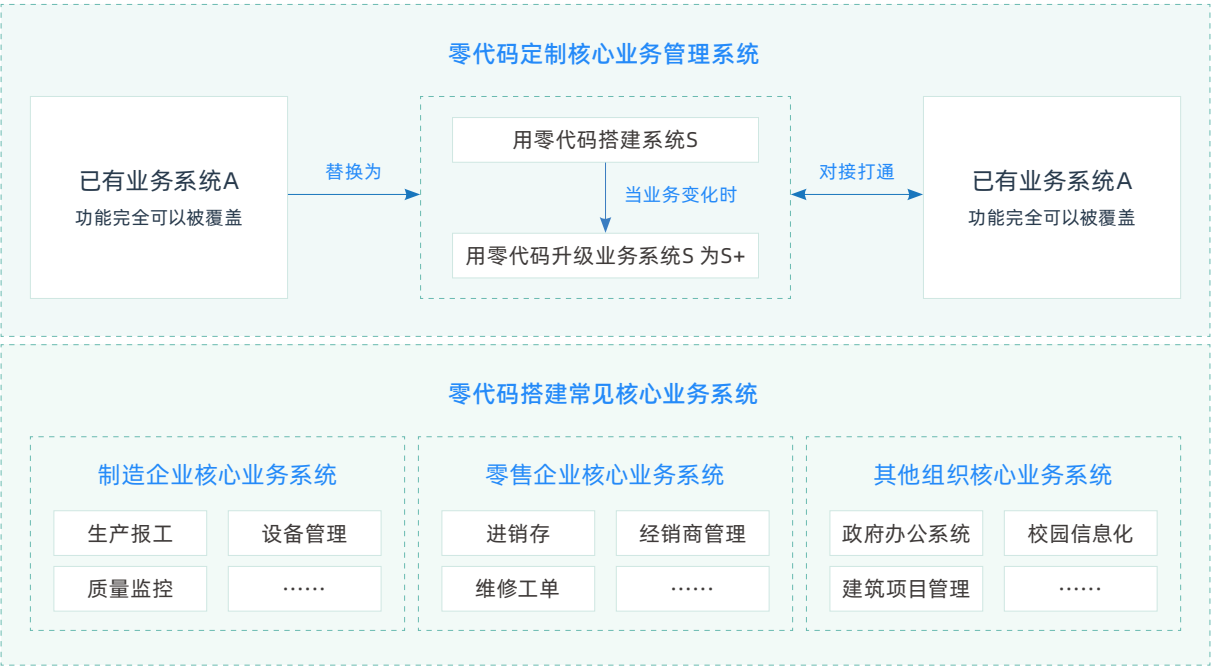 零代码定制核心业务管理系统
已有业务系统A
功能完全可以被覆盖
替换为
用零代码搭建系统S
当业务变化时
用零代码升级业务系统S 为S+
对接打通
已有业务系统A
功能完全可以被覆盖
零代码搭建常见核心业务系统
制造企业核心业务系统
生产报工
设备管理
质量监控
……
零售企业核心业务系统
进销存
经销商管理
维修工单
……
其他组织核心业务系统
政府办公系统
校园信息化
建筑项目管理
……